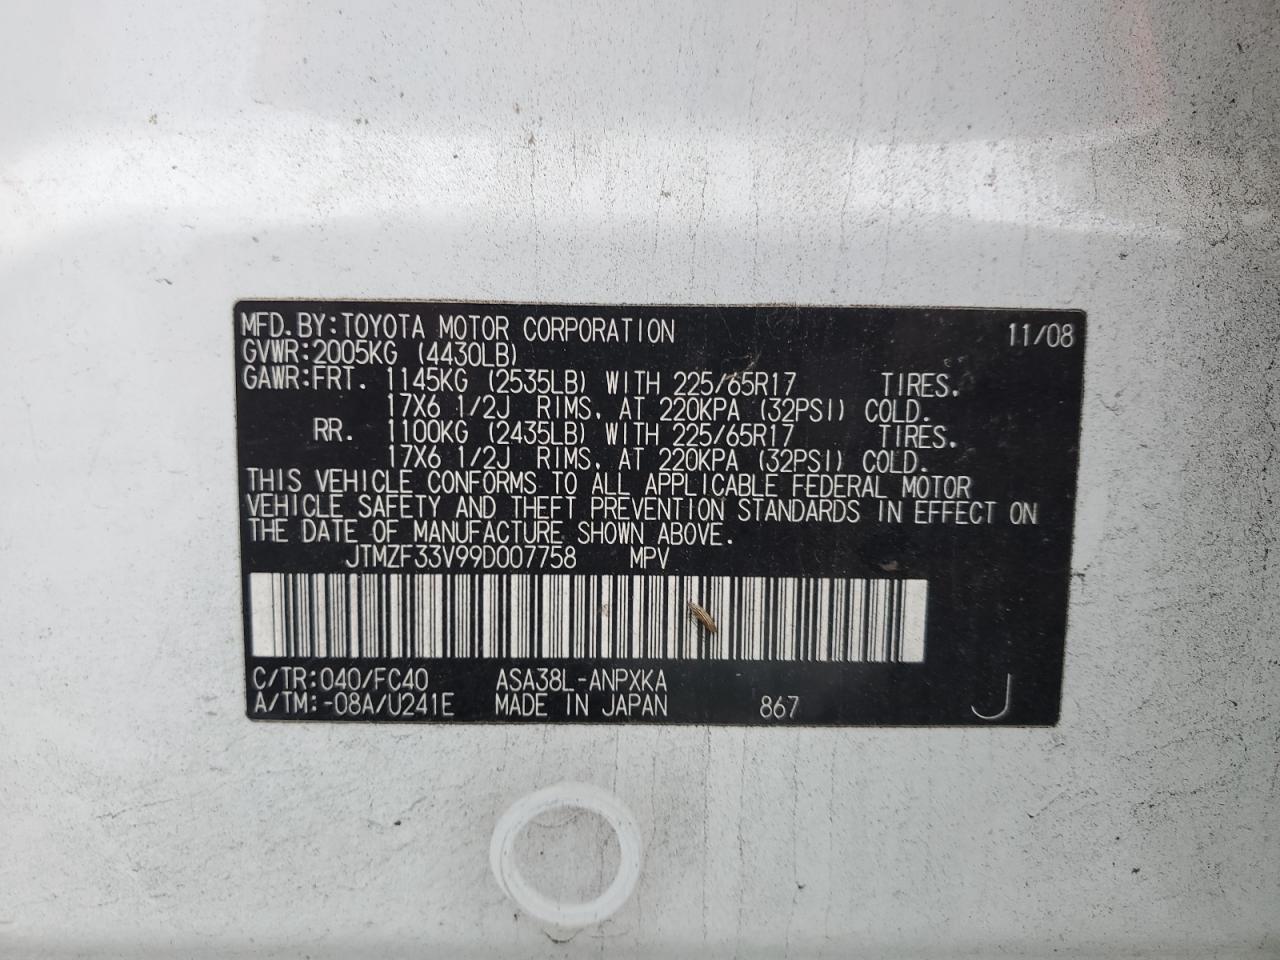 MFD.BY:TOYOTA MOTOR CORPORATION 11/08
GVWR:2005KG (4430LB)
GAWR:FRT. 1145KG (2535LB) WITH 225/65R17 TIRES.
17X6 1/2J RIMS, AT 220KPA (32PSI) COLD.
RR. 1100KG (2435LB) WITH 225/65R17 TIRES.
17X6 1/2J RIMS, AT 220KPA (32PSI) COLD.
THIS VEHICLE CONFORMS TO ALL APPLICABLE FEDERAL MOTOR
VEHICLE SAFETY AND THEFT PREVENTION STANDARDS IN EFFECT ON
THE DATE OF MANUFACTURE SHOWN ABOVE.
JTMZF33V99D007758 MPV
C/TR:040/FC40 ASA38L-ANPXKA
A/TM:-08A/U241E MADE IN JAPAN 867 J